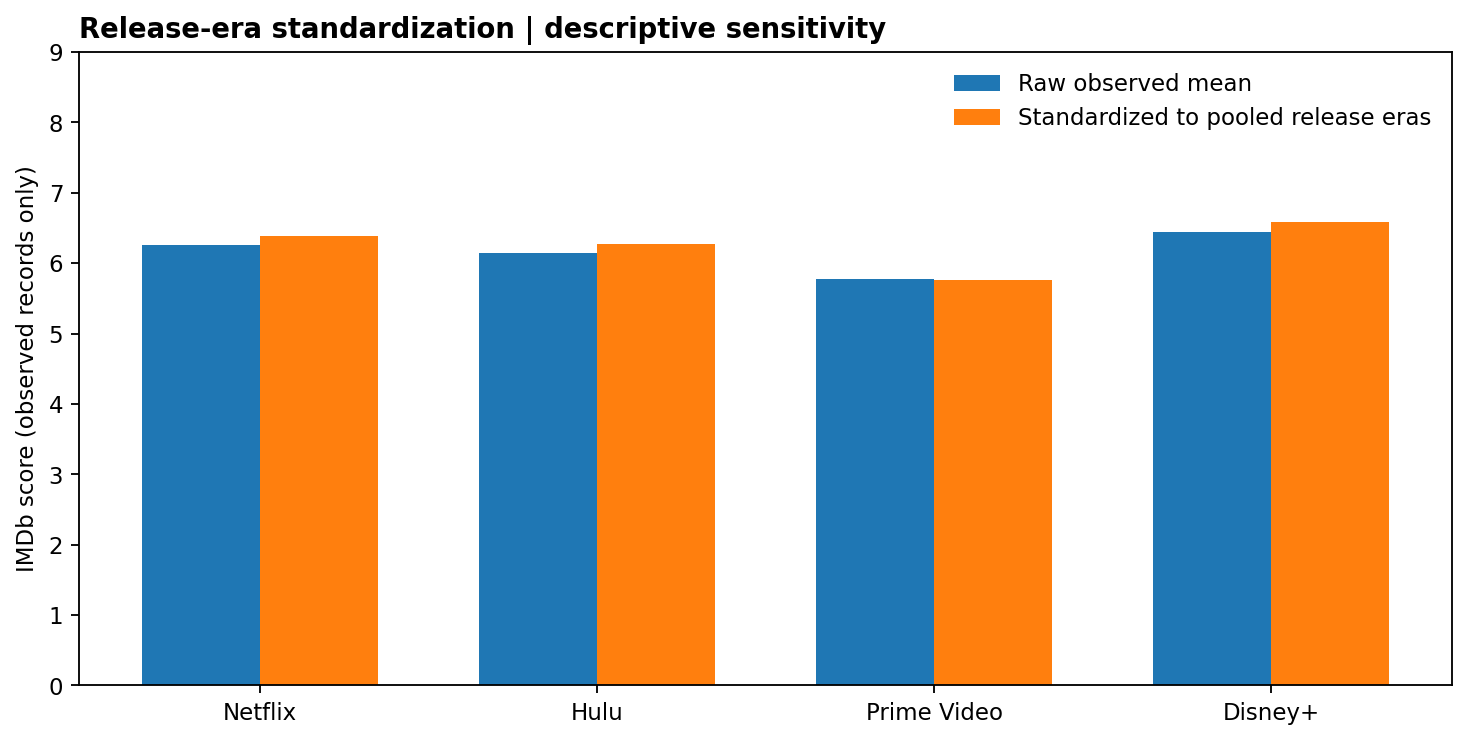 Release-era standardization | descriptive sensitivity
IMDb score (observed records only)
9
8
7
6
5
4
3
2
1
0
Raw observed mean
Standardized to pooled release eras
Netflix
Hulu
Prime Video
Disney+